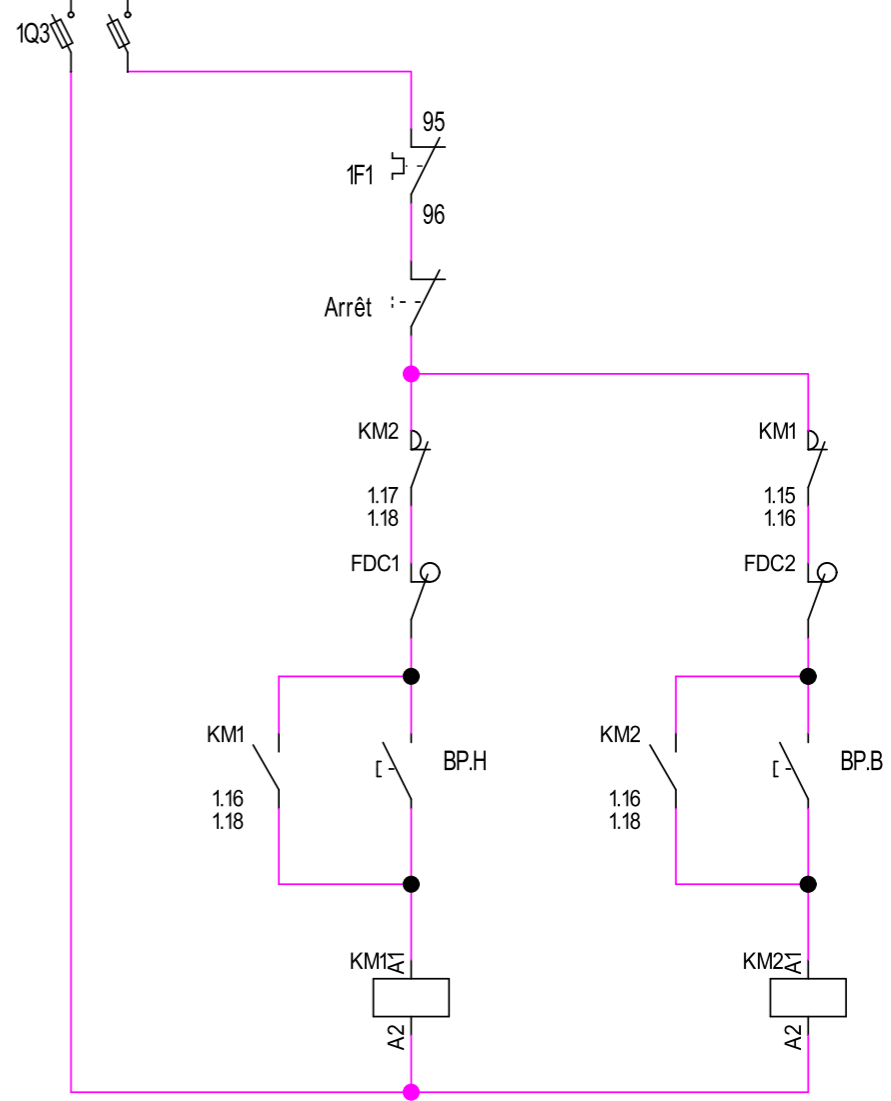 1Q3
95
1F1
96
Arrêt
KM2
1.17
1.18
KM1
1.15
1.16
FDC1
FDC2
KM1
1.16
1.18
BP.H
KM2
1.16
1.18
BP.B
KM1
A1
A2
KM2
A1
A2